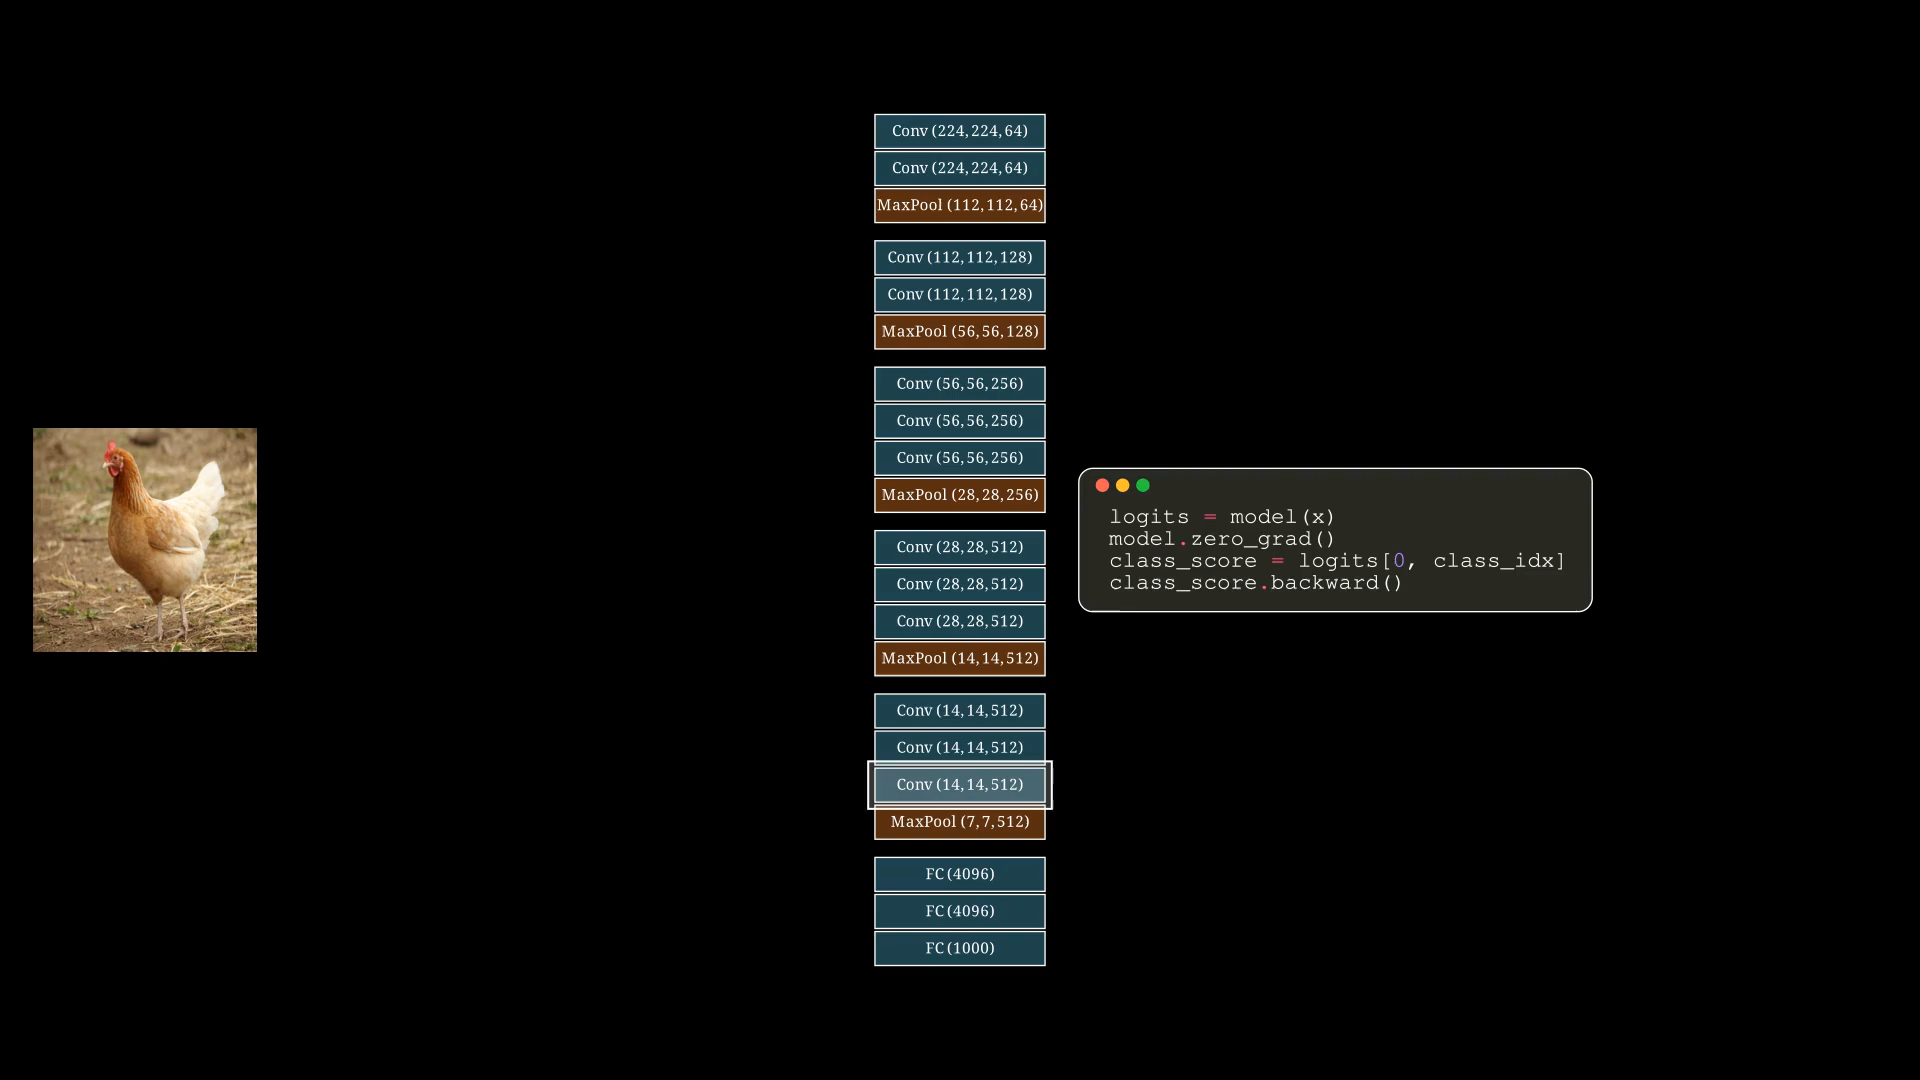 Conv (224, 224, 64)
Conv (224, 224, 64)
MaxPool (112, 112, 64)
Conv (112, 112, 128)
Conv (112, 112, 128)
MaxPool (56, 56, 128)
Conv (56, 56, 256)
Conv (56, 56, 256)
Conv (56, 56, 256)
MaxPool (28, 28, 256)
Conv (28, 28, 512)
Conv (28, 28, 512)
Conv (28, 28, 512)
MaxPool (14, 14, 512)
Conv (14, 14, 512)
Conv (14, 14, 512)
Conv (14, 14, 512)
MaxPool (7, 7, 512)
FC (4096)
FC (4096)
FC (1000)
logits = model(x)
model.zero_grad()
class_score = logits[0, class_idx]
class_score.backward()